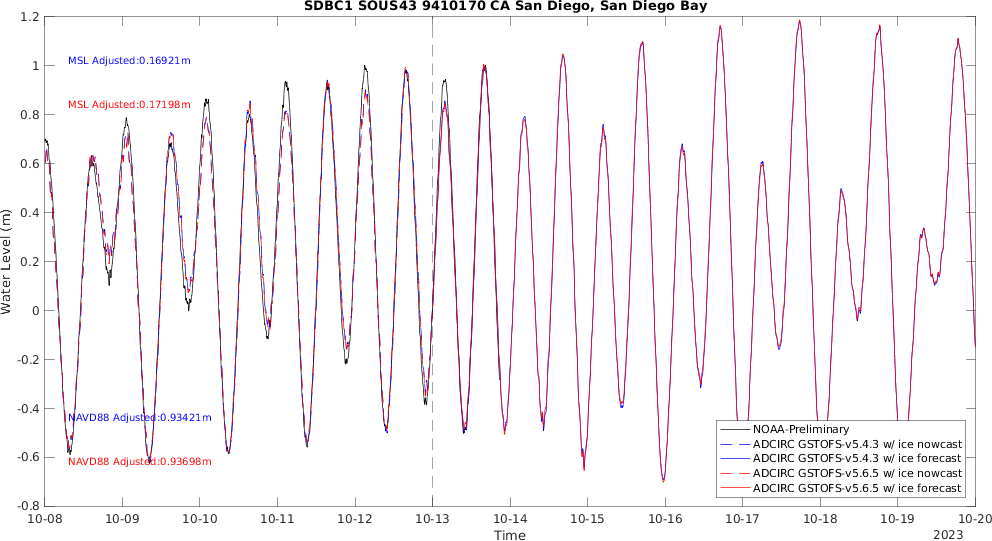 SDBC1 SOUS43 9410170 CA San Diego, San Diego Bay
1.2
1
0.8
0.6
0.4
0.2
0
-0.2
-0.4
-0.6
-0.8
Water Level (m)
MSL Adjusted:0.16921m
MSL Adjusted:0.17198m
NAVD88 Adjusted:0.93421m
NAVD88 Adjusted:0.93698m
NOAA-Preliminary
ADCIRC GSTOFS-v5.4.3 w/ ice nowcast
ADCIRC GSTOFS-v5.4.3 w/ ice forecast
ADCIRC GSTOFS-v5.6.5 w/ ice nowcast
ADCIRC GSTOFS-v5.6.5 w/ ice forecast
10-08 10-09 10-10 10-11 10-12 10-13 10-14 10-15 10-16 10-17 10-18 10-19 10-20
Time
2023